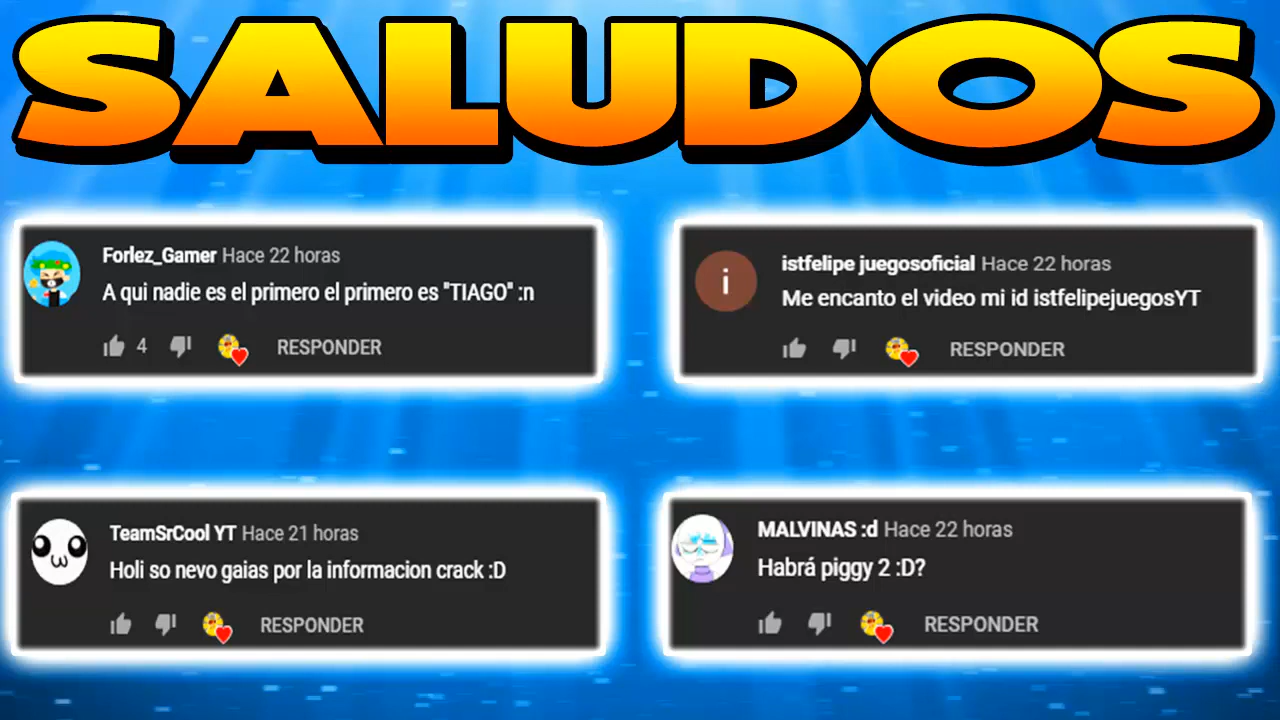 SALUDOS
Forlez_Gamer Hace 22 horas
A qui nadie es el primero el primero es "TIAGO" :n
4 RESPONDER
i
istfelipe juegosoficial Hace 22 horas
Me encanto el video mi id istfelipejuegosYT
RESPONDER
TeamSrCool YT Hace 21 horas
Holi so nevo gaias por la informacion crack :D
RESPONDER
MALVINAS :d Hace 22 horas
Habrá piggy 2 :D?
RESPONDER